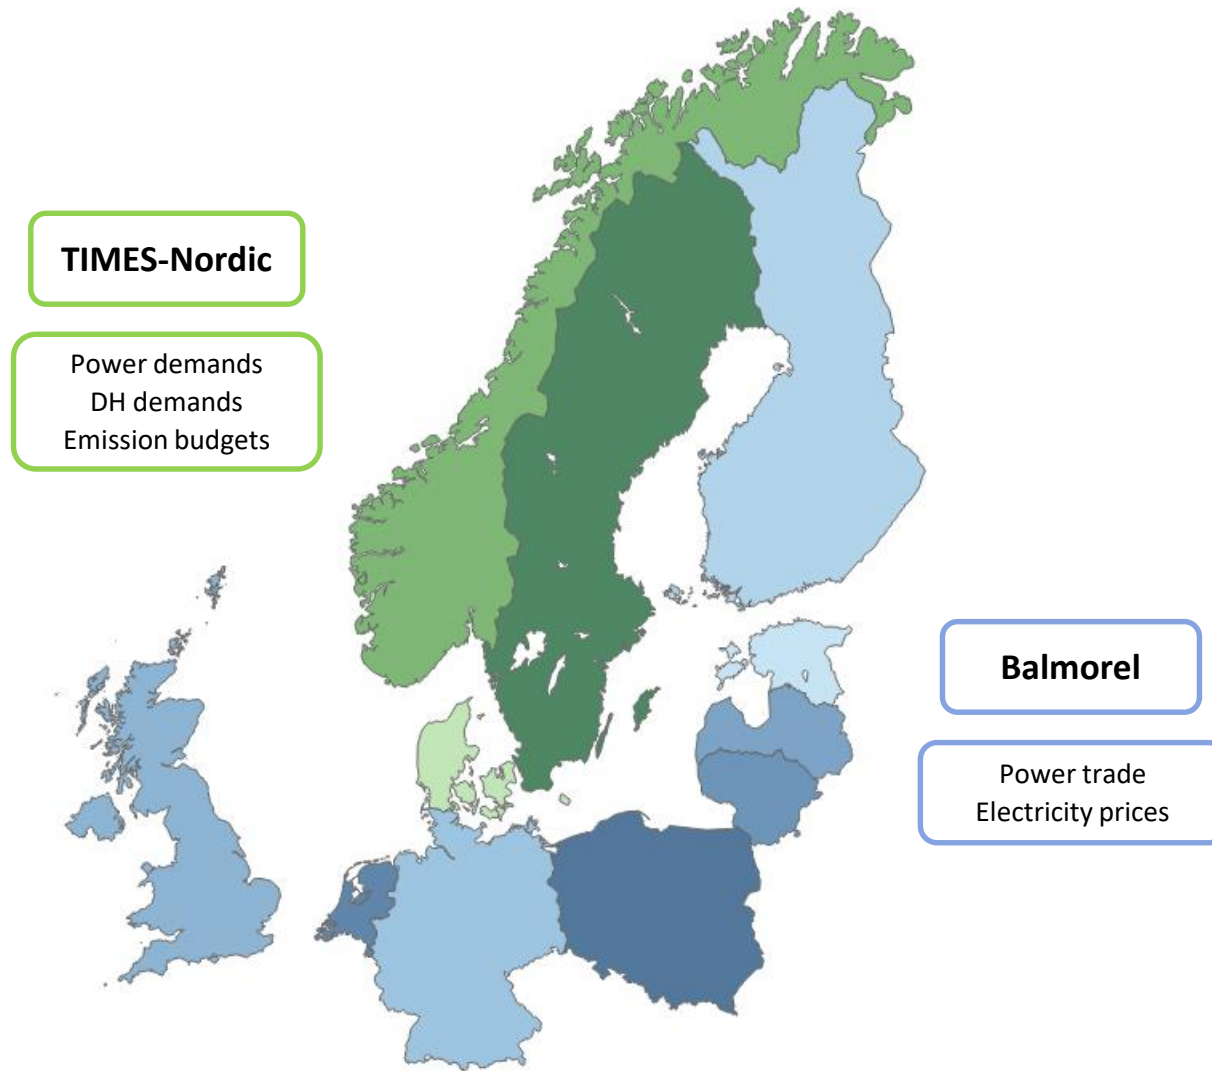 TIMES-Nordic
Power demands
DH demands
Emission budgets
Balmorel
Power trade
Electricity prices